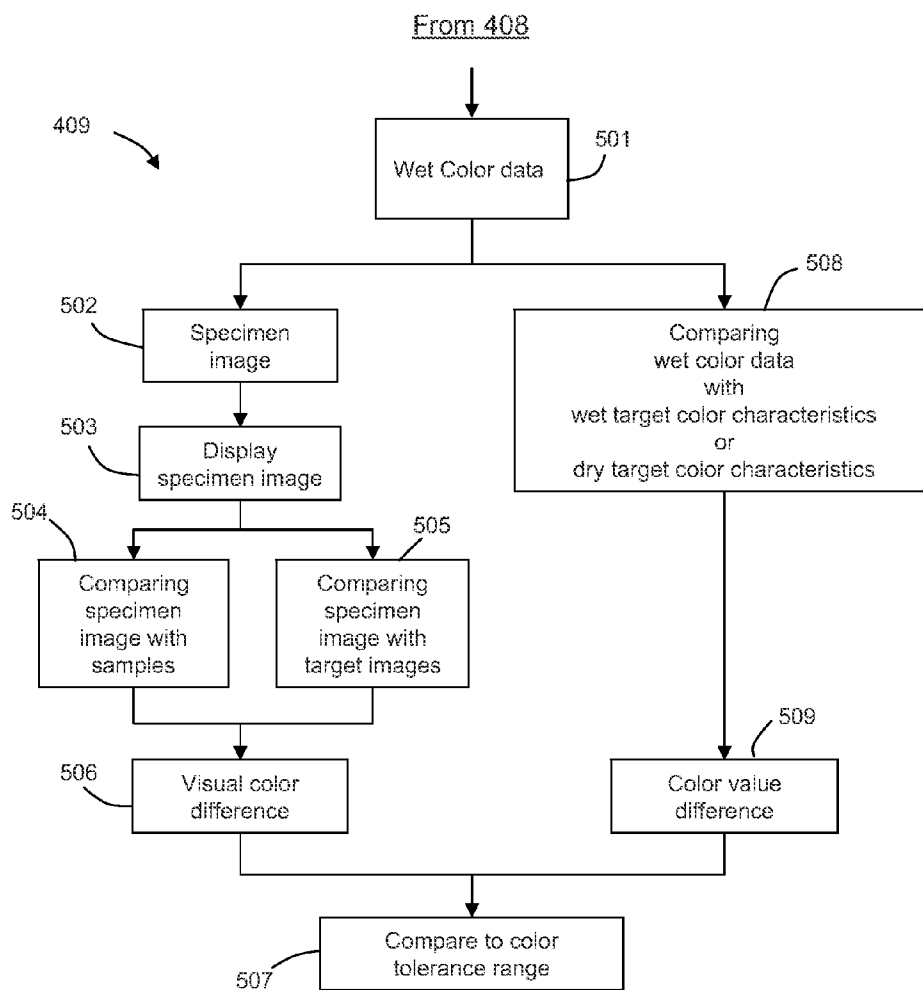 From 408
409
Wet Color data
501
502
Specimen
image
508
Comparing
wet color data
with
wet target color characteristics
or
dry target color characteristics
503
Display
specimen image
504
Comparing
specimen
image with
samples
505
Comparing
specimen
image with
target images
506
Visual color
difference
509
Color value
difference
Compare to color
tolerance range
507